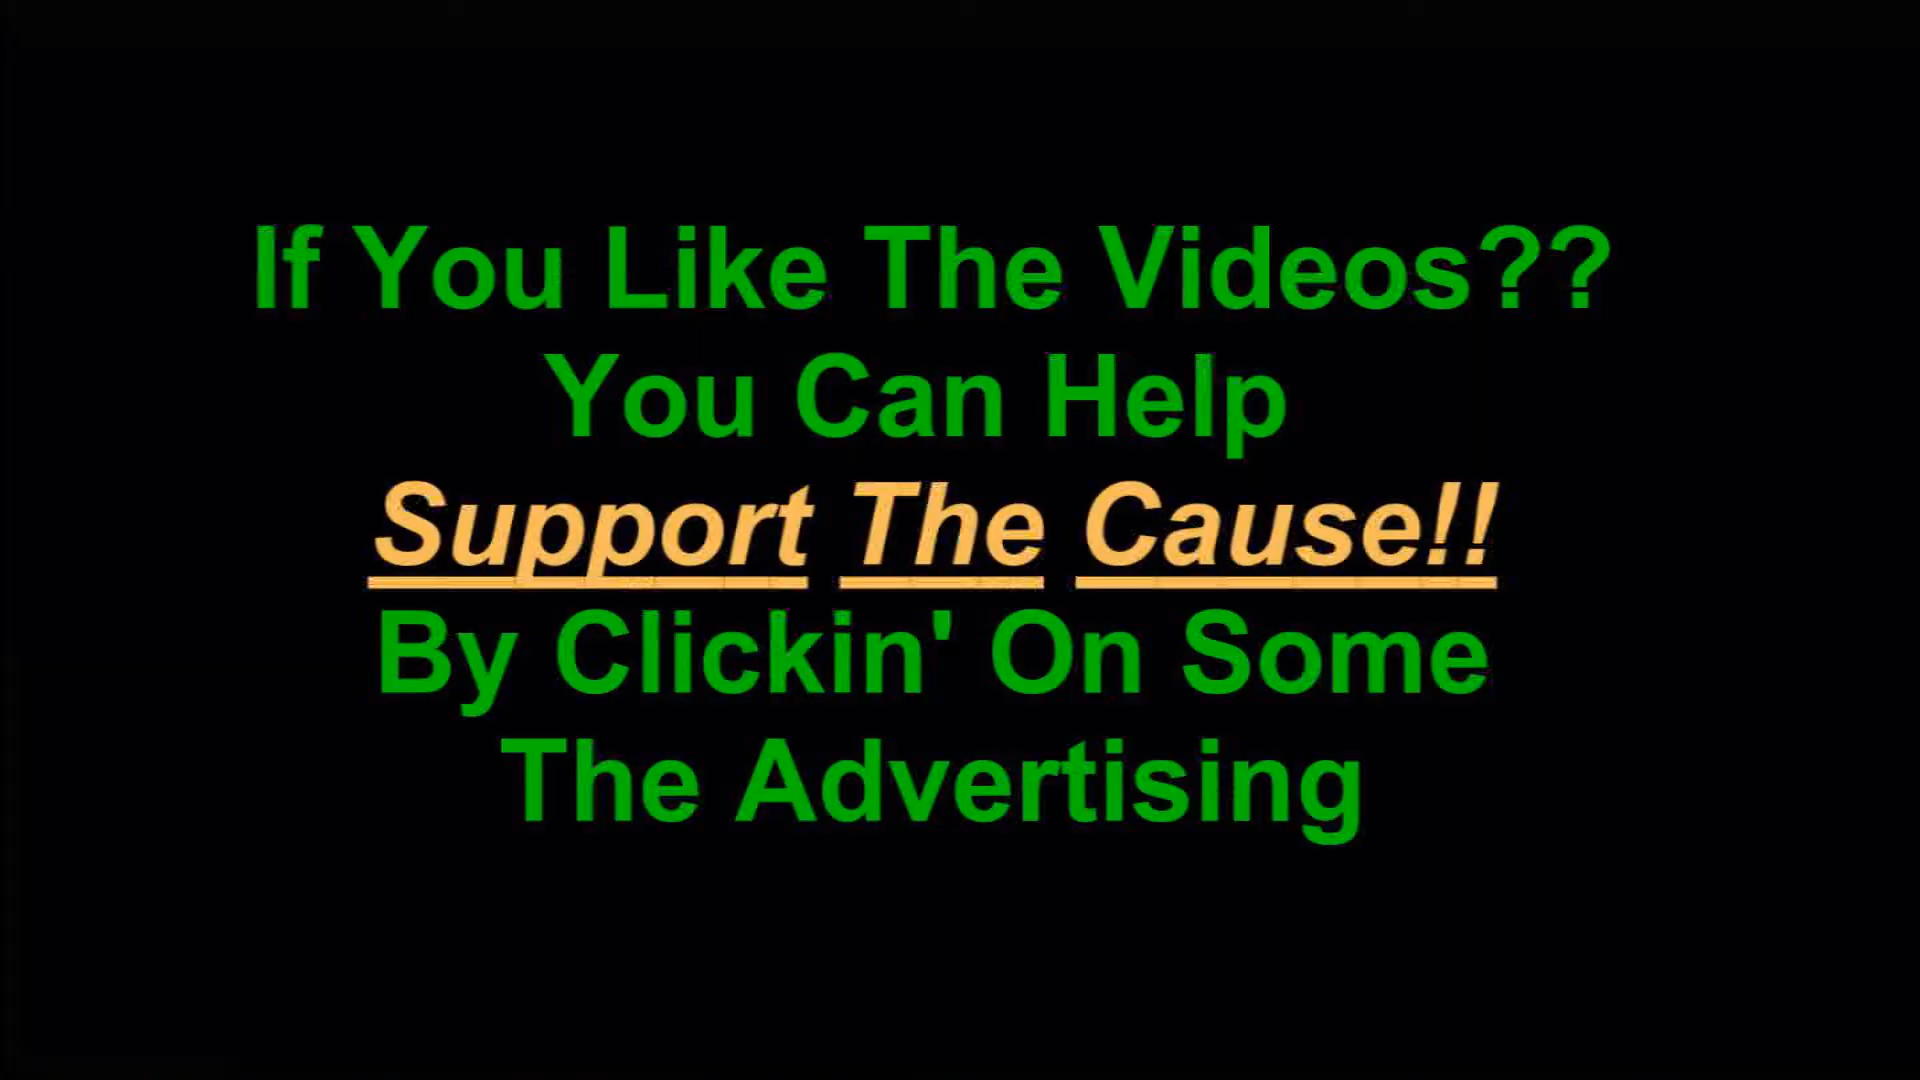 If You Like The Videos??
You Can Help
Support The Cause!!
By Clickin' On Some
The Advertising